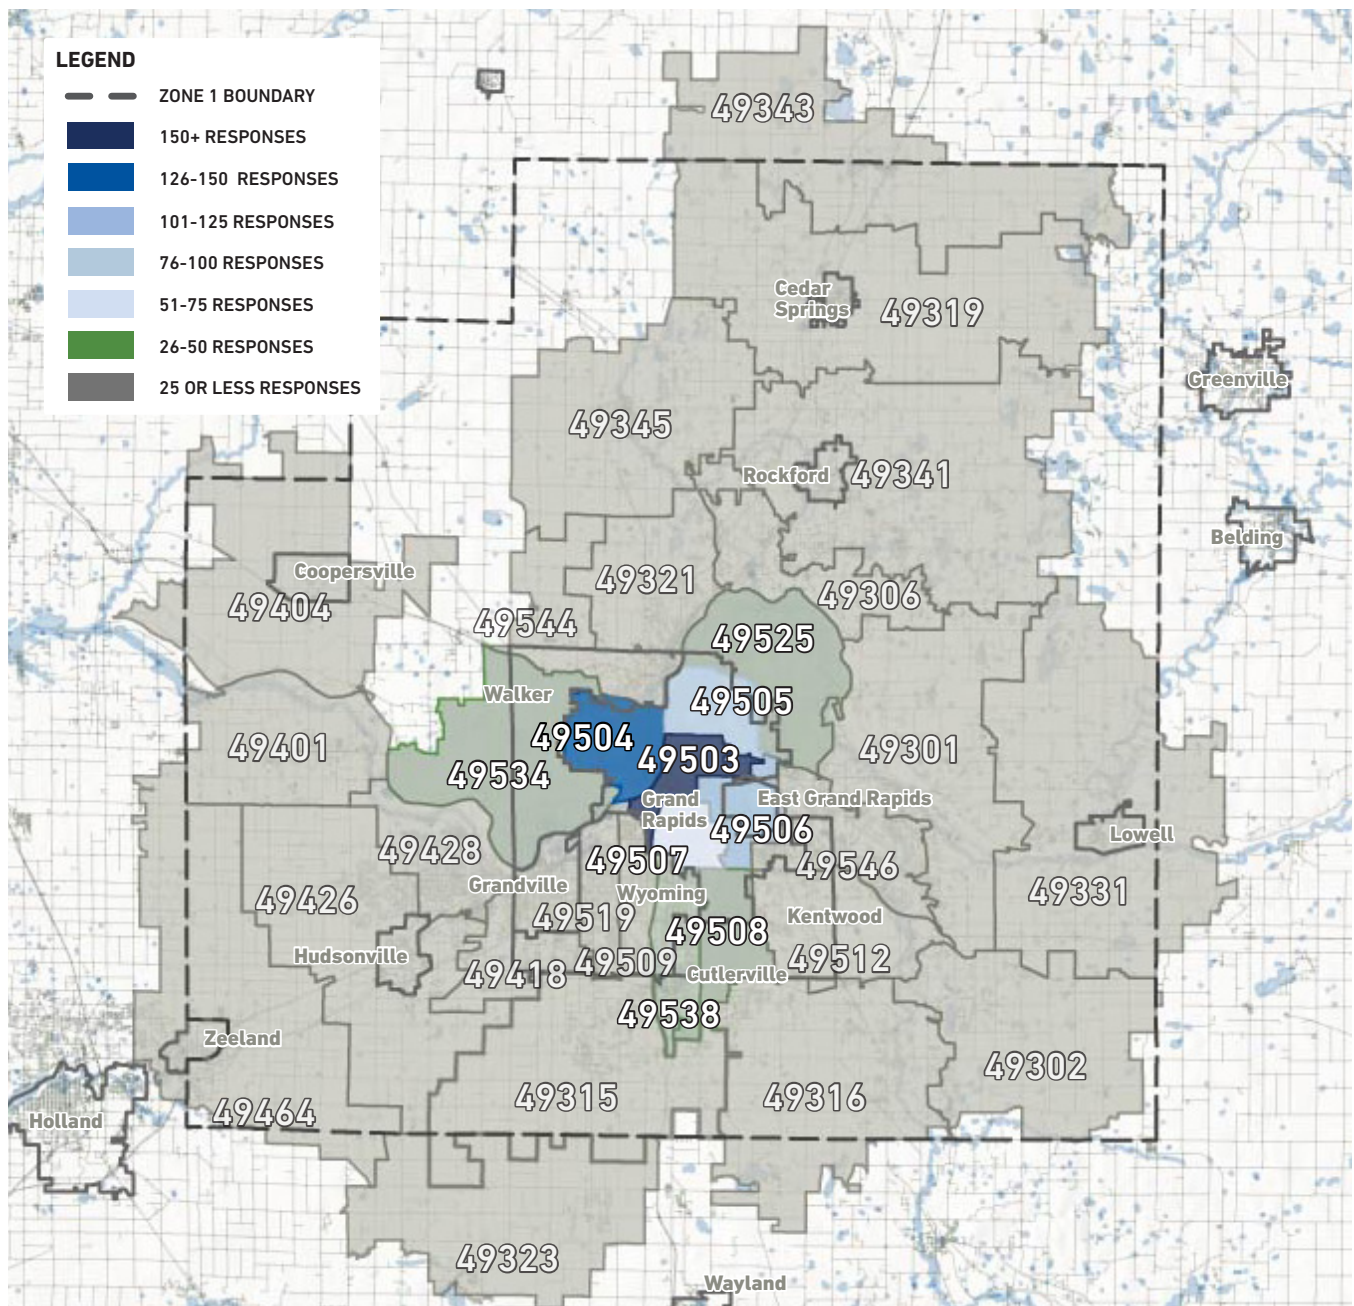 LEGEND
ZONE 1 BOUNDARY
150+ RESPONSES
126-150 RESPONSES
101-125 RESPONSES
76-100 RESPONSES
51-75 RESPONSES
26-50 RESPONSES
25 OR LESS RESPONSES
49343
Cedar
Springs
49319
Greenville
49345
Rockford
49341
Belding
Coopersville
49404
49321
49306
49544
49525
Walker
49505
49504
49401
49503
49301
49534
Grand
Rapids
East Grand Rapids
49506
Lowell
49428
49507
49546
Grandville
Wyoming
49331
49426
49519
Kentwood
49508
Hudsonville
49509
49512
49418
Cutlerville
49538
Zeeland
49302
49315
49316
49464
Holland
49323
Wayland